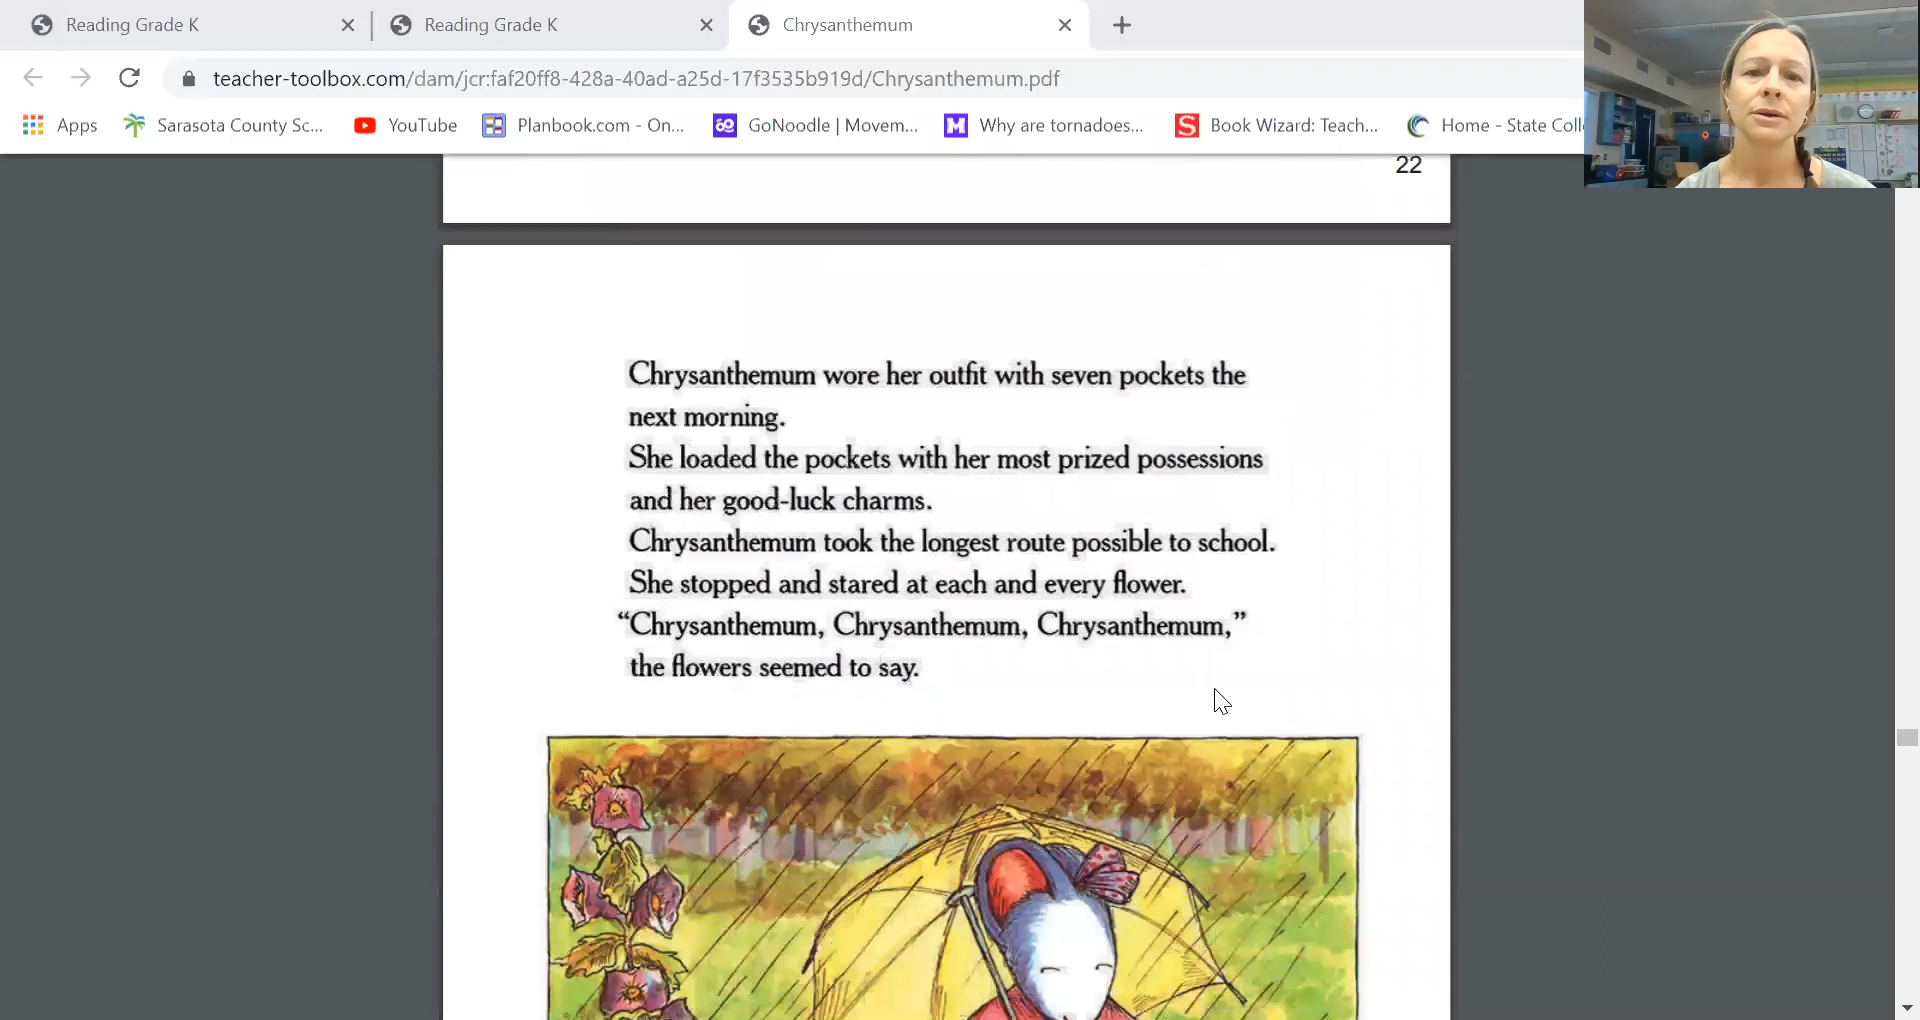 Reading Grade K
Reading Grade K
Chrysanthemum
teacher-toolbox.com/dam/jcr:faf20ff8-428a-40ad-a25d-17f3535b919d/Chrysanthemum.pdf
Apps
Sarasota County Sc...
YouTube
Planbook.com - On...
GoNoodle | Movem...
M
Why are tornadoes...
S
Book Wizard: Teach...
Home - State Coll
22
Chrysanthemum wore her outfit with seven pockets the
next morning.
She loaded the pockets with her most prized possessions
and her good-luck charms.
Chrysanthemum took the longest route possible to school.
She stopped and stared at each and every flower.
“Chrysanthemum, Chrysanthemum, Chrysanthemum,”
the flowers seemed to say.